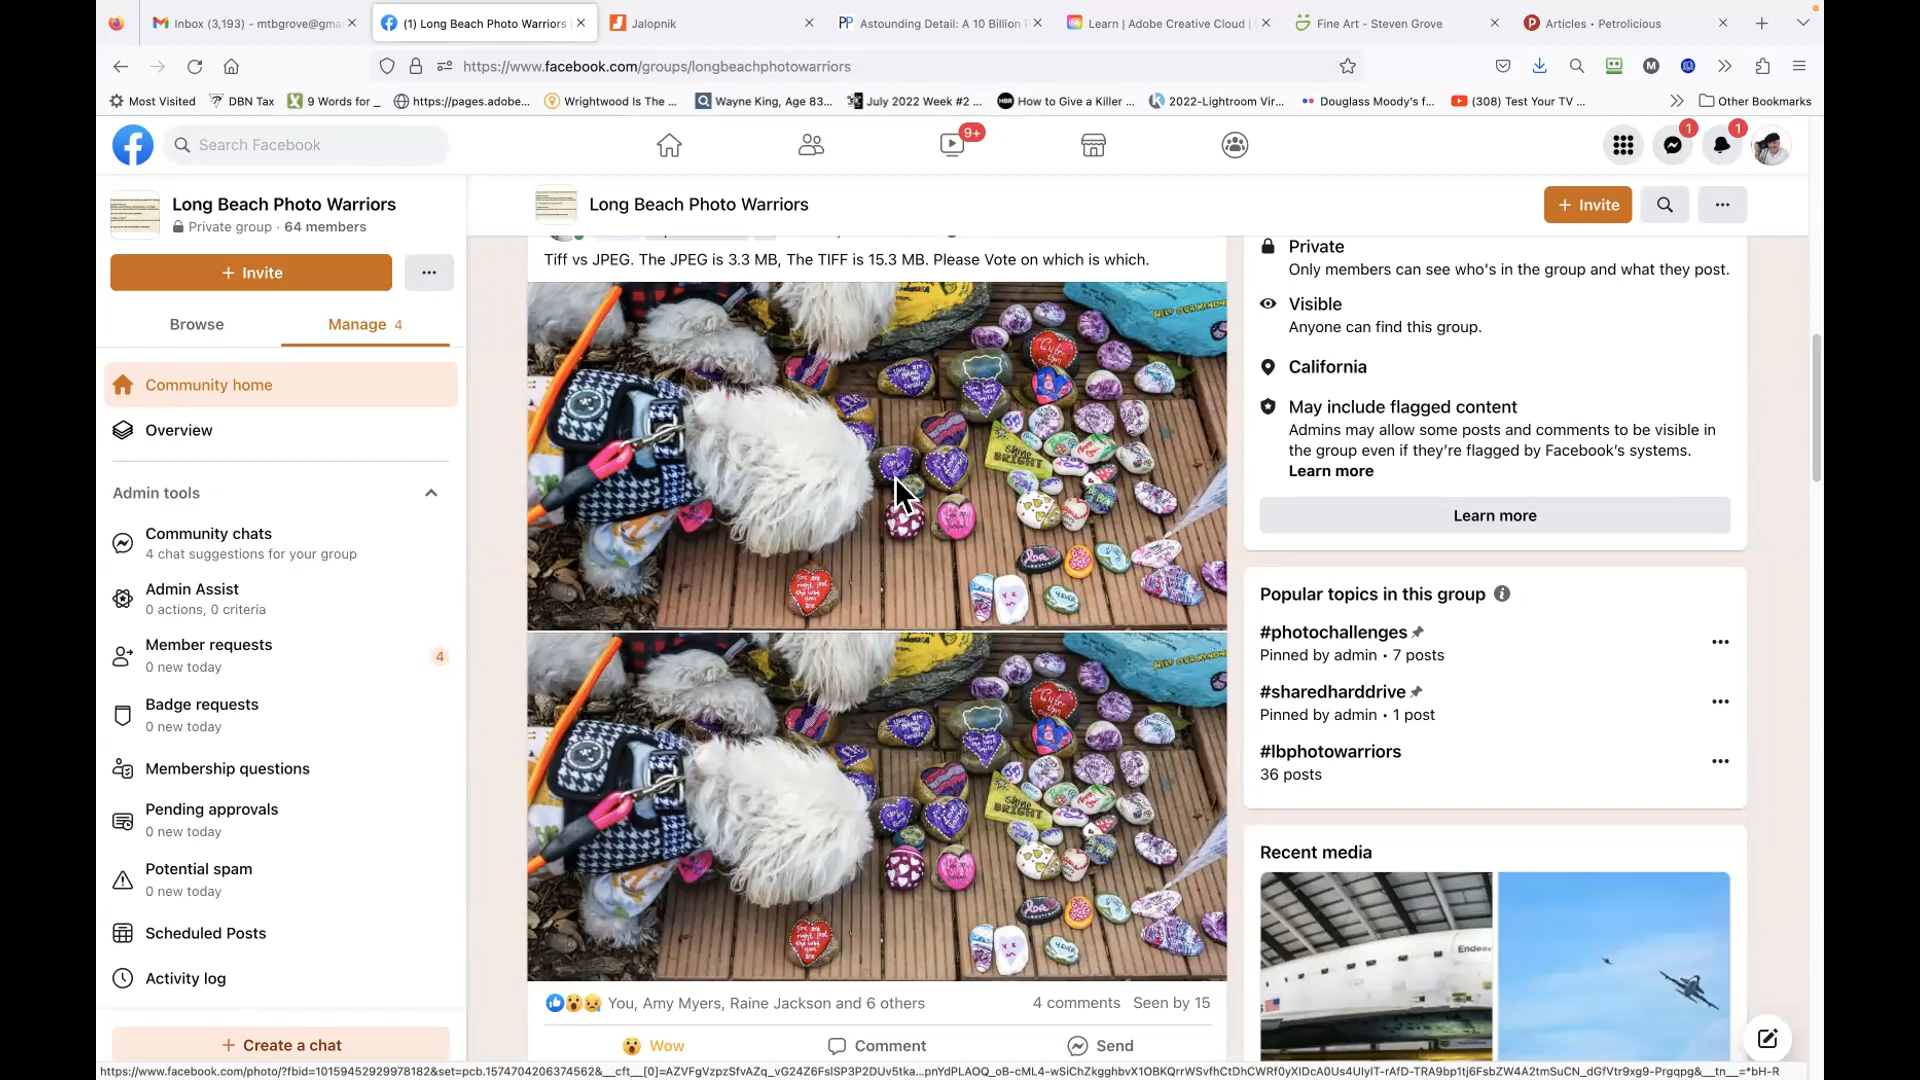 Inbox (3,193) – mtbgrove@gma
(1) Long Beach Photo Warriors
Jalopnik
Astounding Detail: A 10 Billion P
Learn | Adobe Creative Cloud |
Fine Art - Steven Grove
Articles • Petrolicious
https://www.facebook.com/groups/longbeachphotowarriors
Most Visited
DBN Tax
9 Words for _
https://pages.adobe...
Wrightwood Is The ...
Wayne King, Age 83...
July 2022 Week #2 ...
How to Give a Killer ...
2022-Lightroom Vir...
Douglass Moody's f...
(308) Test Your TV ...
Other Bookmarks
Search Facebook
9+
1
1
Long Beach Photo Warriors
Private group · 64 members
+ Invite
Browse
Manage 4
Community home
Overview
Admin tools
Community chats
4 chat suggestions for your group
Admin Assist
0 actions, 0 criteria
Member requests
0 new today
4
Badge requests
0 new today
Membership questions
Pending approvals
0 new today
Potential spam
0 new today
Scheduled Posts
Activity log
+ Create a chat
Long Beach Photo Warriors
+ Invite
Tiff vs JPEG. The JPEG is 3.3 MB, The TIFF is 15.3 MB. Please Vote on which is which.
Cuter
SHINE
BRIGHT
love
Cuter
Shine
BRIGHT
love
You, Amy Myers, Raine Jackson and 6 others
4 comments
Seen by 15
Wow
Comment
Send
Private
Only members can see who's in the group and what they post.
Visible
Anyone can find this group.
California
May include flagged content
Admins may allow some posts and comments to be visible in
the group even if they're flagged by Facebook's systems.
Learn more
Learn more
Popular topics in this group
#photochallenges
Pinned by admin • 7 posts
#sharedharddrive
Pinned by admin • 1 post
#lbphotowarriors
36 posts
Recent media
Endeav